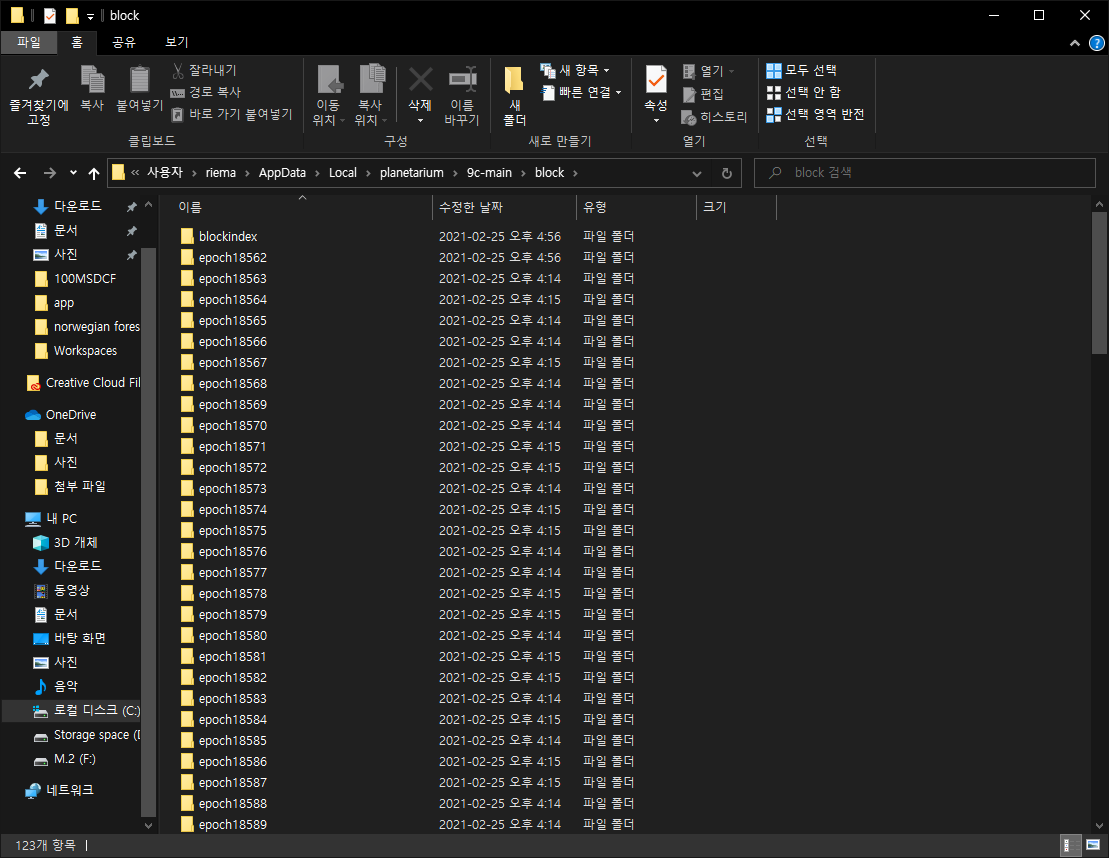 block
파일 홈 공유 보기
즐겨찾기에 고정
복사
붙여넣기
잘라내기
경로 복사
바로 가기 붙여넣기
클립보드
이동 위치
복사 위치
삭제
이름 바꾸기
구성
새 폴더
새 항목
빠른 연결
새로 만들기
속성
열기
편집
히스토리
열기
모두 선택
선택 안 함
선택 영역 반전
선택
« 사용자 › riema › AppData › Local › planetarium › 9c-main › block ›
block 검색
다운로드
문서
사진
100MSDCF
app
norwegian fores
Workspaces
Creative Cloud Fil
OneDrive
문서
사진
첨부 파일
내 PC
3D 개체
다운로드
동영상
문서
바탕 화면
사진
음악
로컬 디스크 (C:)
Storage space (
M.2 (F:)
네트워크
이름 수정한 날짜 유형 크기
blockindex 2021-02-25 오후 4:56 파일 폴더
epoch18562 2021-02-25 오후 4:56 파일 폴더
epoch18563 2021-02-25 오후 4:14 파일 폴더
epoch18564 2021-02-25 오후 4:15 파일 폴더
epoch18565 2021-02-25 오후 4:14 파일 폴더
epoch18566 2021-02-25 오후 4:14 파일 폴더
epoch18567 2021-02-25 오후 4:15 파일 폴더
epoch18568 2021-02-25 오후 4:14 파일 폴더
epoch18569 2021-02-25 오후 4:14 파일 폴더
epoch18570 2021-02-25 오후 4:14 파일 폴더
epoch18571 2021-02-25 오후 4:15 파일 폴더
epoch18572 2021-02-25 오후 4:15 파일 폴더
epoch18573 2021-02-25 오후 4:14 파일 폴더
epoch18574 2021-02-25 오후 4:15 파일 폴더
epoch18575 2021-02-25 오후 4:15 파일 폴더
epoch18576 2021-02-25 오후 4:14 파일 폴더
epoch18577 2021-02-25 오후 4:14 파일 폴더
epoch18578 2021-02-25 오후 4:15 파일 폴더
epoch18579 2021-02-25 오후 4:15 파일 폴더
epoch18580 2021-02-25 오후 4:14 파일 폴더
epoch18581 2021-02-25 오후 4:15 파일 폴더
epoch18582 2021-02-25 오후 4:15 파일 폴더
epoch18583 2021-02-25 오후 4:14 파일 폴더
epoch18584 2021-02-25 오후 4:15 파일 폴더
epoch18585 2021-02-25 오후 4:14 파일 폴더
epoch18586 2021-02-25 오후 4:15 파일 폴더
epoch18587 2021-02-25 오후 4:15 파일 폴더
epoch18588 2021-02-25 오후 4:14 파일 폴더
epoch18589 2021-02-25 오후 4:14 파일 폴더
123개 항목